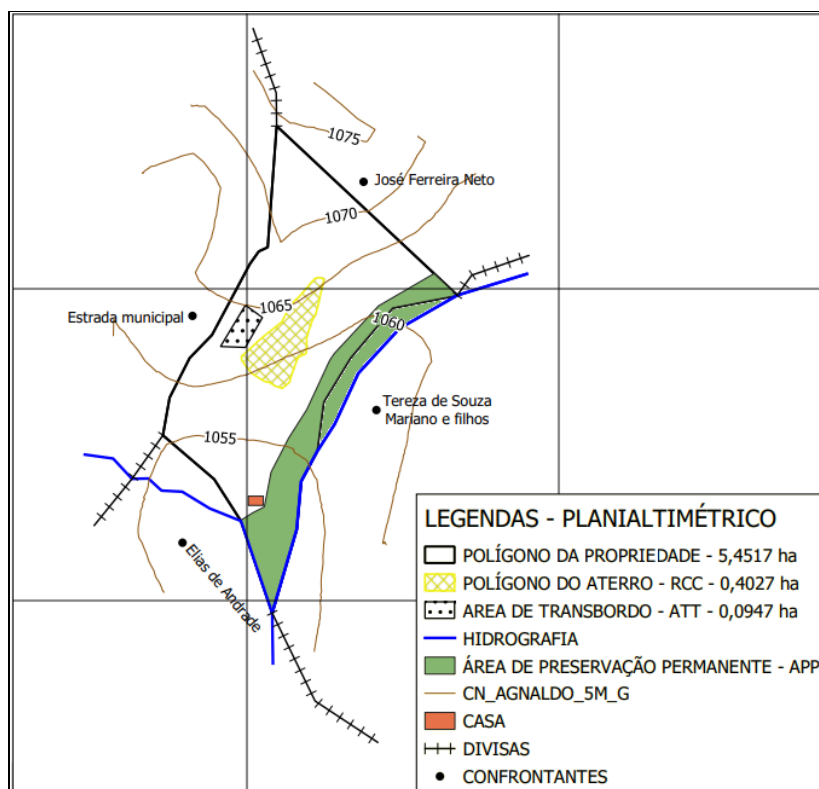 1075
José Ferreira Neto
1070
1065
Estrada municipal
1060
Tereza de Souza
Mariano e filhos
1055
Elias de Andrade
LEGENDAS - PLANIALTIMÉTRICO
POLÍGONO DA PROPRIEDADE - 5,4517 ha
POLÍGONO DO ATERRO - RCC - 0,4027 ha
AREA DE TRANSBORDO - ATT - 0,0947 ha
HIDROGRAFIA
ÁREA DE PRESERVAÇÃO PERMANENTE - APP
CN_AGNALDO_5M_G
CASA
DIVISAS
CONFRONTANTES